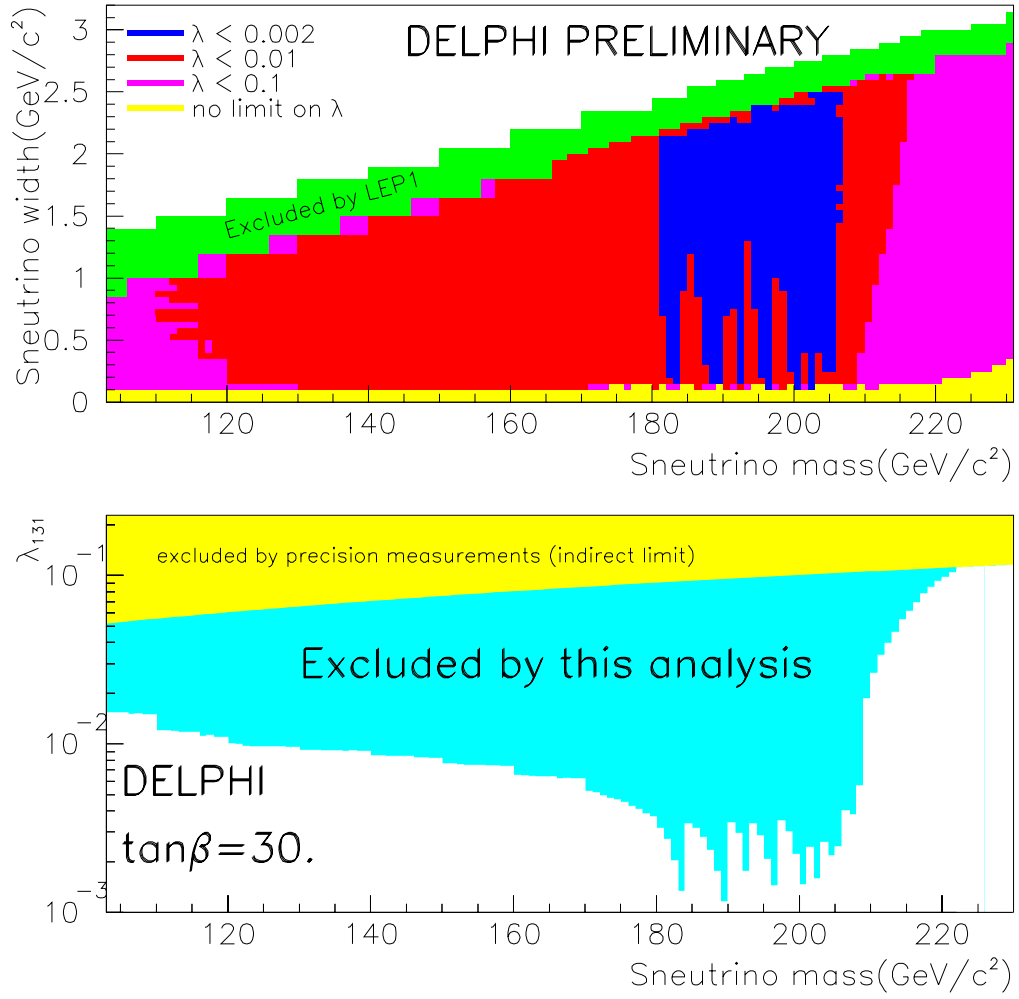 DELPHI PRELIMINARY
λ < 0.002
λ < 0.01
λ < 0.1
no limit on λ
Excluded by LEP1
Sneutrino width(GeV/c²)
3
2.5
2
1.5
1
0.5
0
120 140 160 180 200 220
Sneutrino mass(GeV/c²)
λ₁₃₁
excluded by precision measurements (indirect limit)
Excluded by this analysis
DELPHI
tanβ=30.
10⁻¹
10⁻²
10⁻³
120 140 160 180 200 220
Sneutrino mass(GeV/c²)